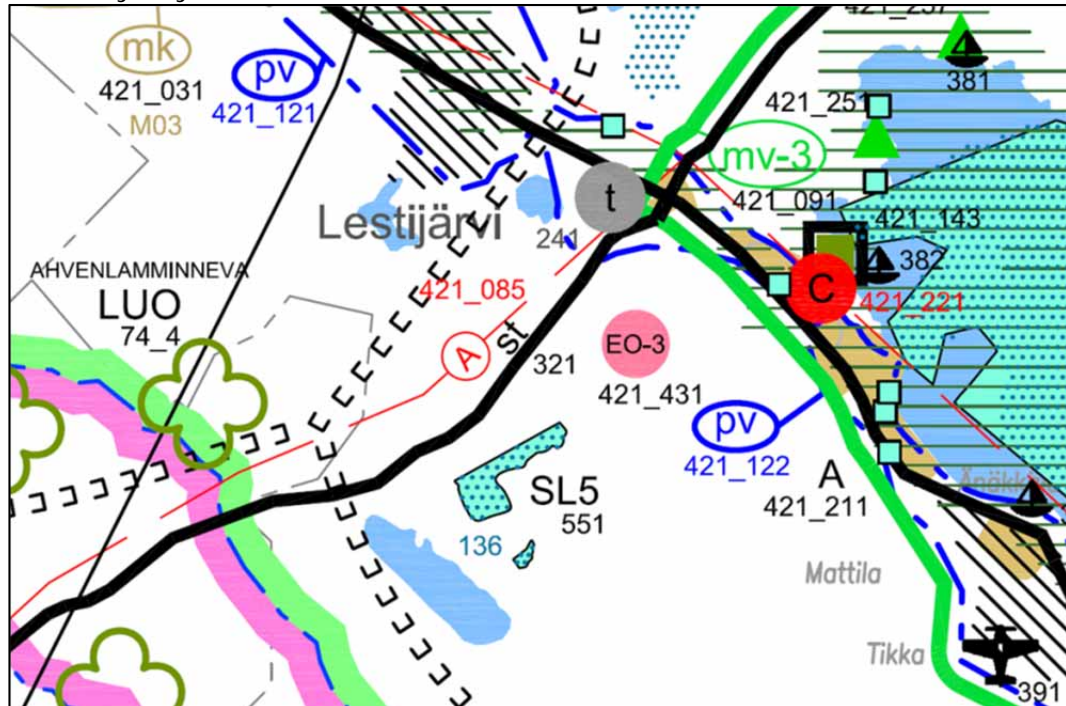 mk
421_031
M03
pv
421_121
381
421_251
mv-3
421_091
421_143
t
Lestijärvi
241
382
C
421_221
AHVENLAMMINNEVA
LUO
74_4
421_085
A
st
321
EO-3
421_431
pv
421_122
A
421_211
SL5
551
136
Mattila
Tikka
391